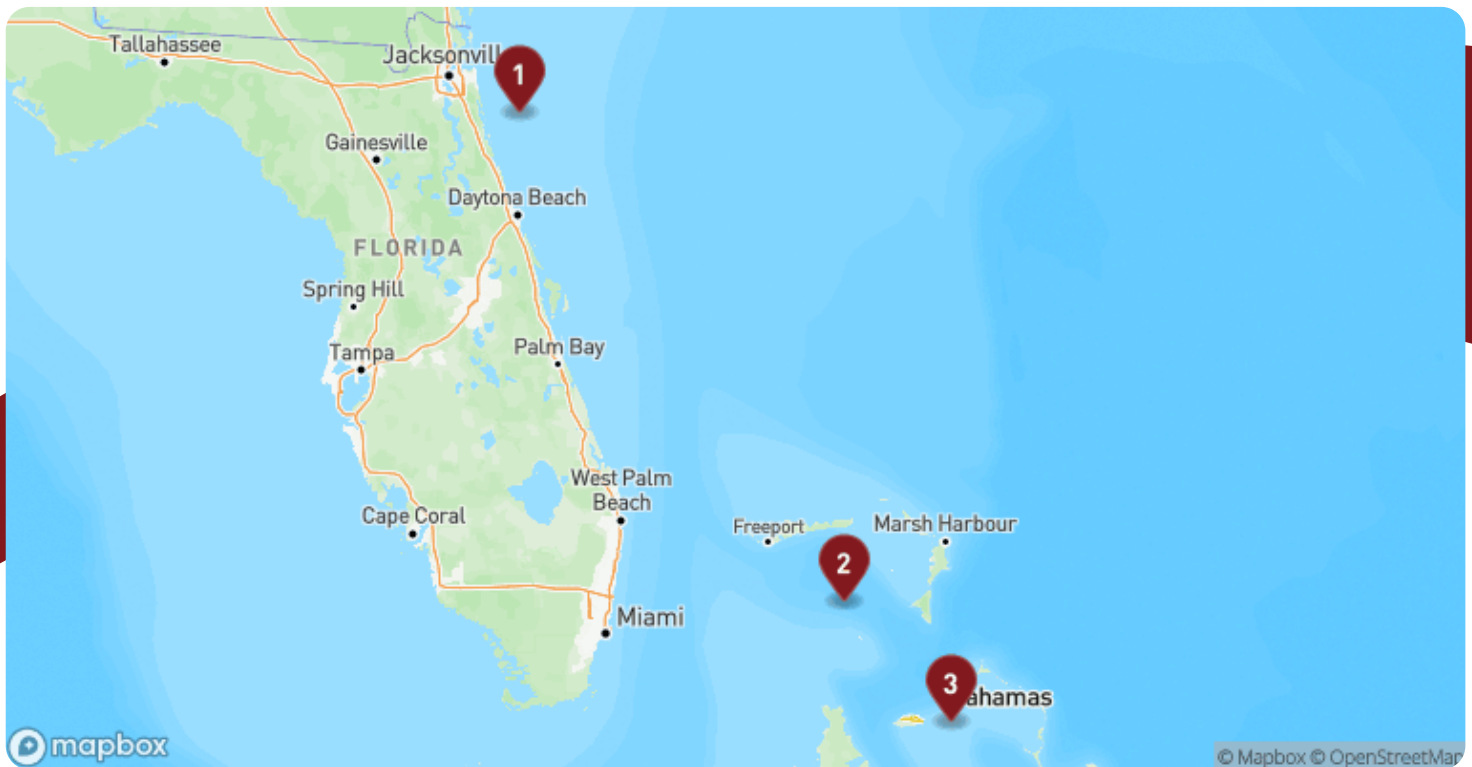 Tallahassee
Jacksonvill
1
Gainesville
Daytona Beach
FLORIDA
Spring Hill
Tampa
Palm Bay
West Palm
Beach
Cape Coral
Freeport
Marsh Harbour
2
Miami
3
ahamas
mapbox
© Mapbox © OpenStreetMap